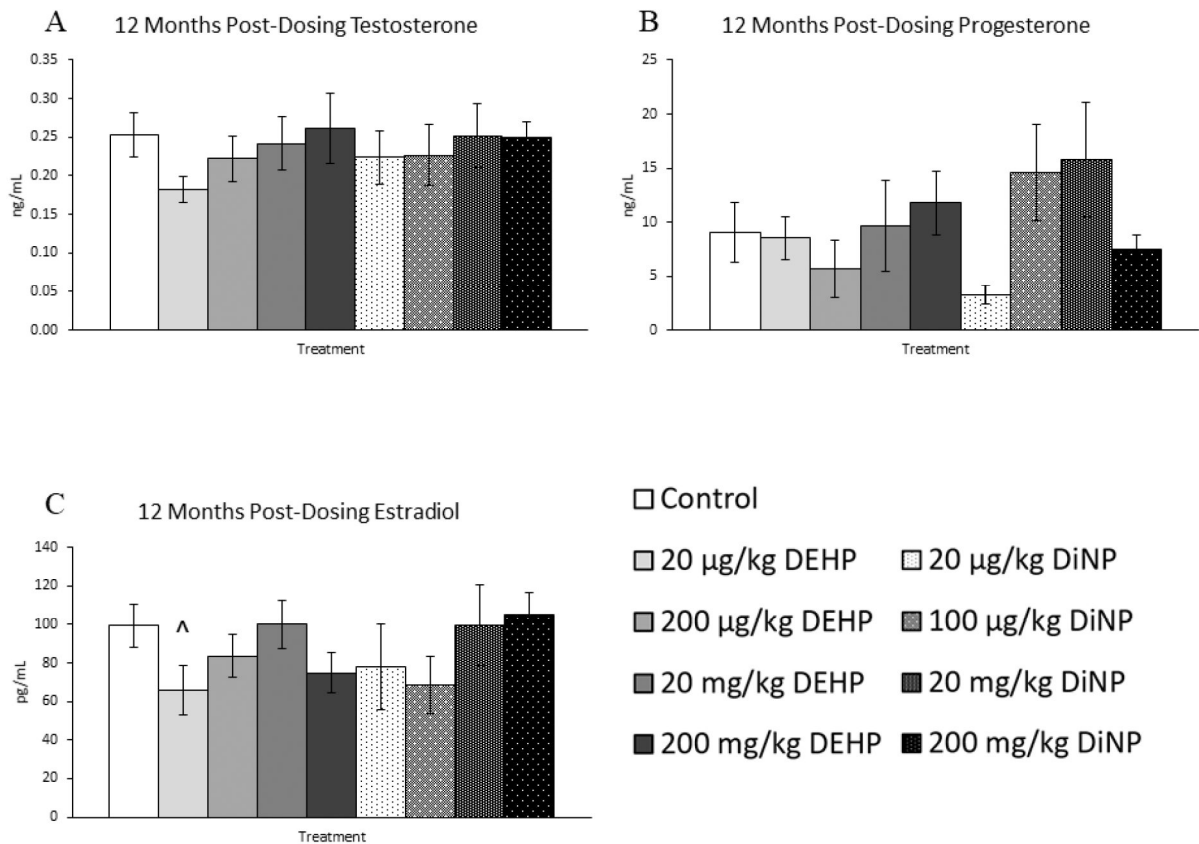 A
12 Months Post-Dosing Testosterone
0.35
0.30
0.25
0.20
0.15
0.10
0.05
0.00
ng/mL
Treatment
B
12 Months Post-Dosing Progesterone
25
20
15
10
5
0
ng/mL
Treatment
C
12 Months Post-Dosing Estradiol
140
120
100
80
60
40
20
0
pg/mL
^
Treatment
Control
20 µg/kg DEHP
20 µg/kg DiNP
200 µg/kg DEHP
100 µg/kg DiNP
20 mg/kg DEHP
20 mg/kg DiNP
200 mg/kg DEHP
200 mg/kg DiNP